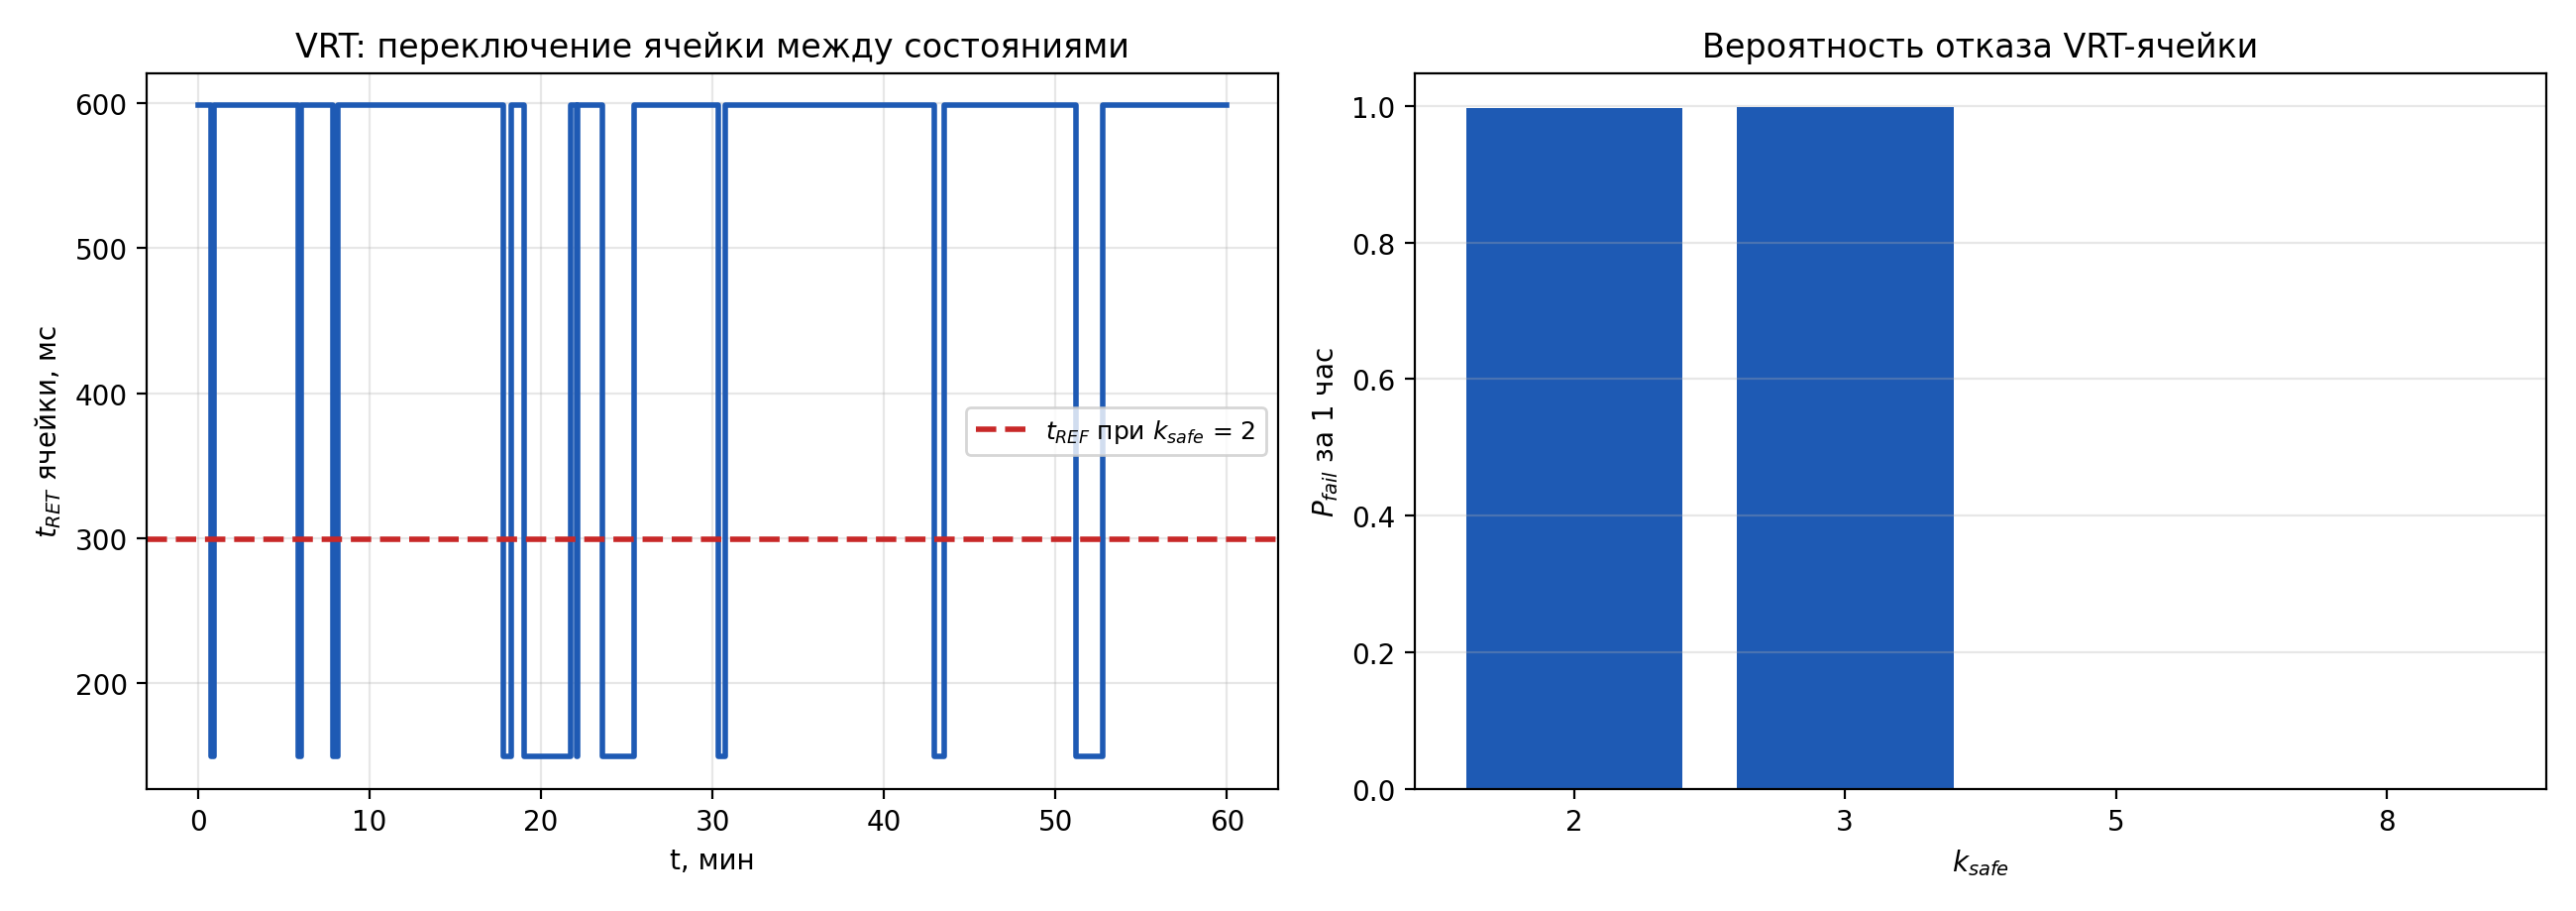 VRT: переключение ячейки между состояниями
600
500
400
300
200
t_RET ячейки, мс
t_REF при k_safe = 2
0 10 20 30 40 50 60
t, мин
Вероятность отказа VRT-ячейки
1.0
0.8
0.6
0.4
0.2
0.0
P_fail за 1 час
2 3 5 8
k_safe